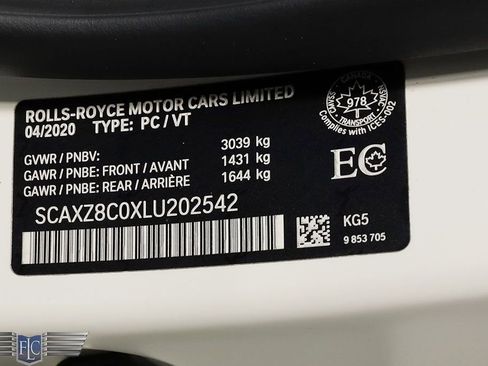 ROLLS-ROYCE MOTOR CARS LIMITED
04/2020 TYPE: PC/VT
GVWR / PNBV: 3039 kg
GAWR / PNBE: FRONT / AVANT 1431 kg
GAWR / PNBE: REAR / ARRIÈRE 1644 kg
SCAXZ8C0XLU202542
CANADA
978
TRANSPORT
Complies with ICES-002
EC
KG5
9 853 705
FLC